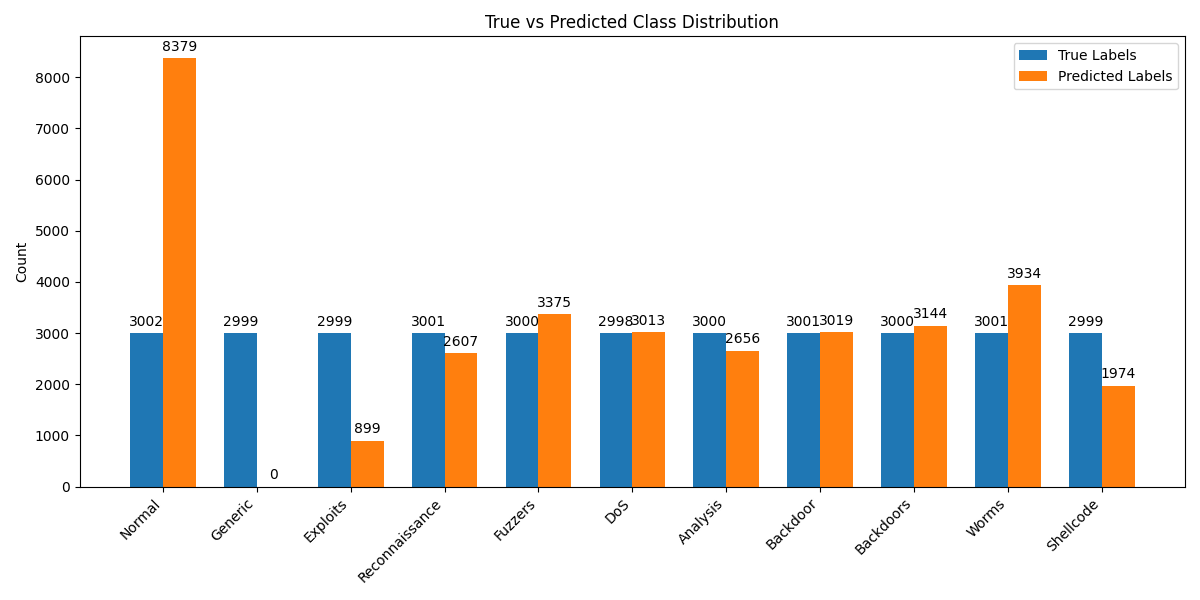 True vs Predicted Class Distribution
True Labels
Predicted Labels
Count
8000
7000
6000
5000
4000
3000
2000
1000
0
3002
8379
2999
0
2999
899
3001
2607
3000
3375
2998
3013
3000
2656
3001
3019
3000
3144
3001
3934
2999
1974
Normal
Generic
Exploits
Reconnaissance
Fuzzers
DoS
Analysis
Backdoor
Backdoors
Worms
Shellcode